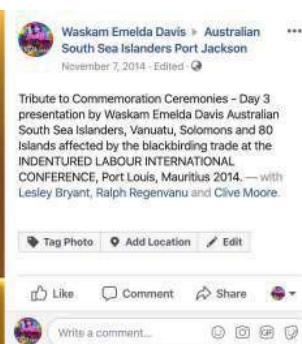 Waskam Emelda Davis ▸ Australian
South Sea Islanders Port Jackson
November 7, 2014 · Edited ·
Tribute to Commemoration Ceremonies - Day 3
presentation by Waskam Emelda Davis Australian
South Sea Islanders, Vanuatu, Solomons and 80
Islands affected by the blackbirding trade at the
INDENTURED LABOUR INTERNATIONAL
CONFERENCE, Port Louis, Mauritius 2014. — with
Lesley Bryant, Ralph Regenvanu and Clive Moore.
Tag Photo Add Location Edit
Like Comment Share
Write a comment... GIF